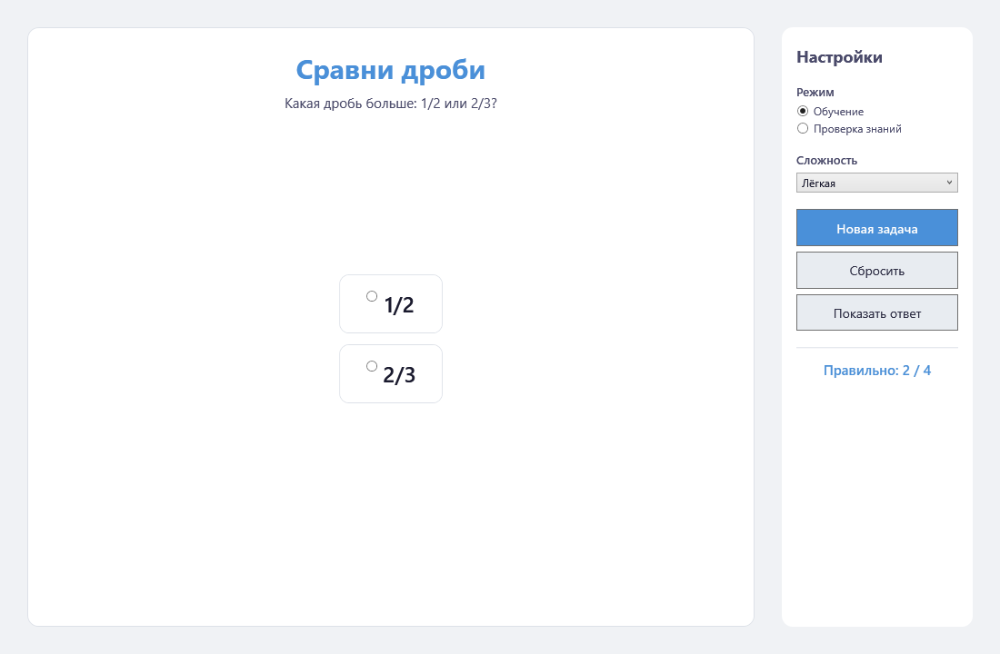 Сравни дроби
Какая дробь больше: 1/2 или 2/3?
1/2
2/3
Настройки
Режим
Обучение
Проверка знаний
Сложность
Лёгкая
Новая задача
Сбросить
Показать ответ
Правильно: 2 / 4